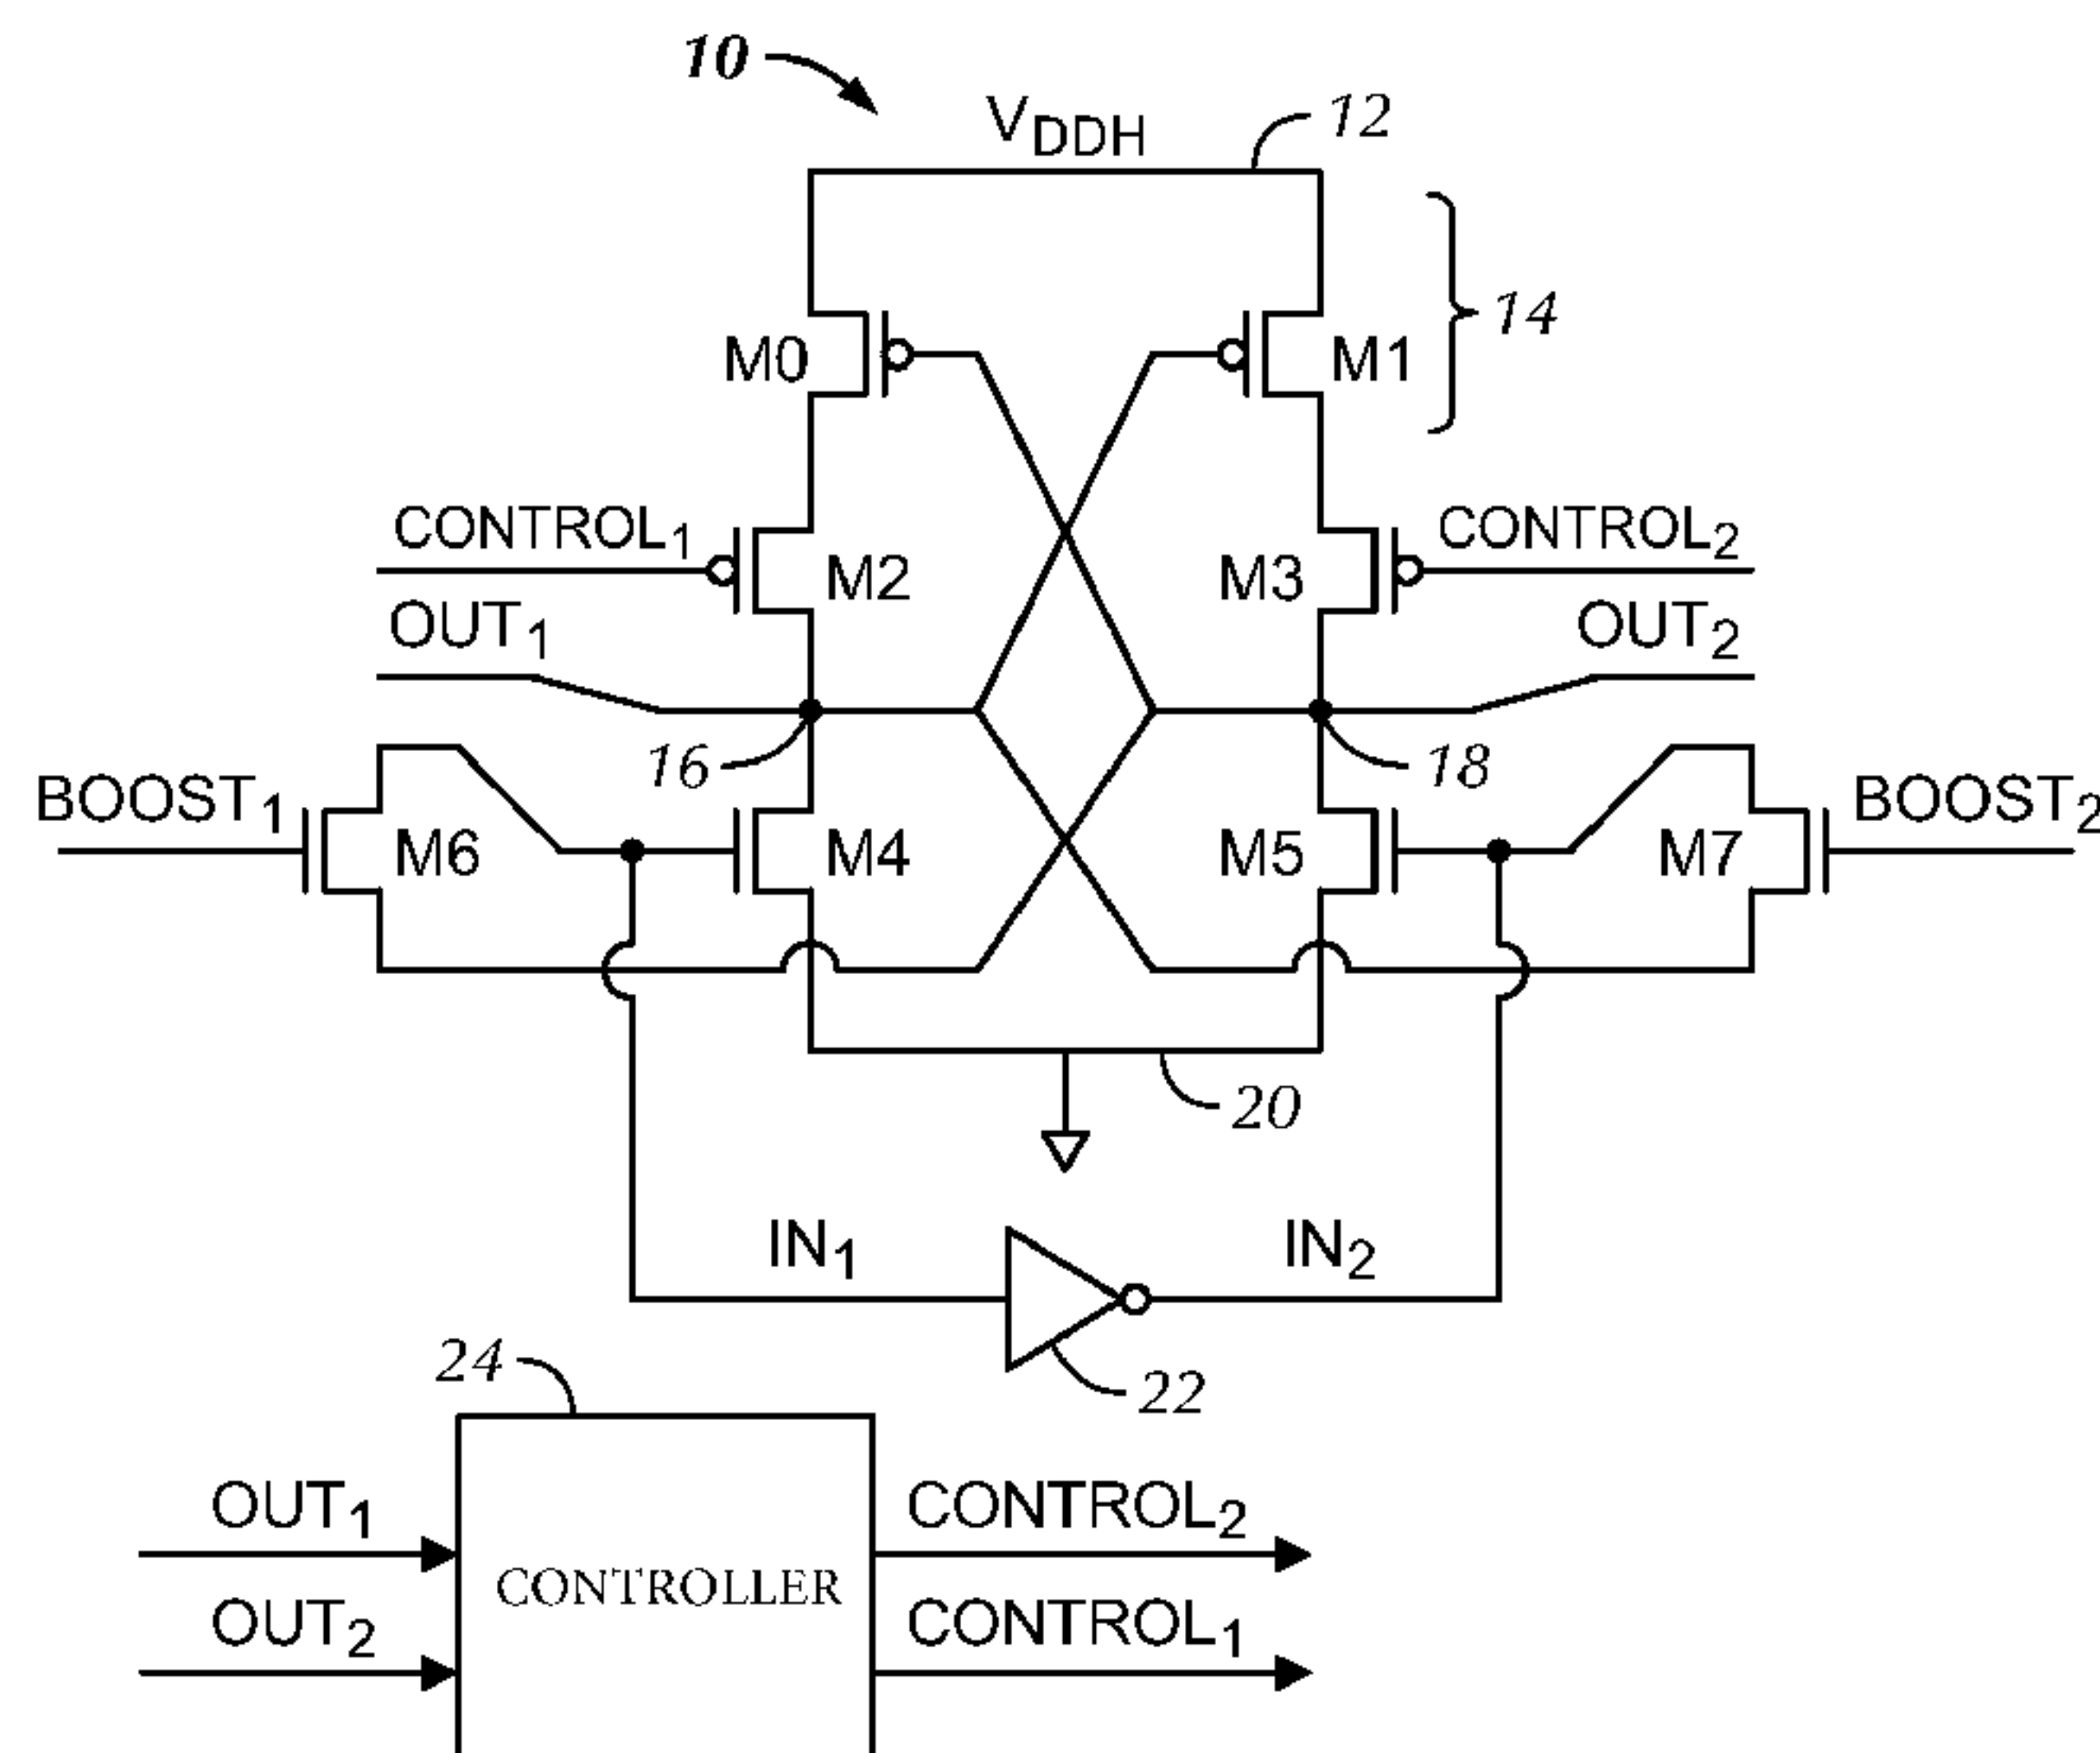 10
V_DDH
12
14
M0
M1
CONTROL₁
CONTROL₂
M2
M3
OUT₁
OUT₂
16
18
BOOST₁
BOOST₂
M6
M4
M5
M7
20
IN₁
IN₂
22
24
OUT₁
CONTROL₂
CONTROLLER
OUT₂
CONTROL₁